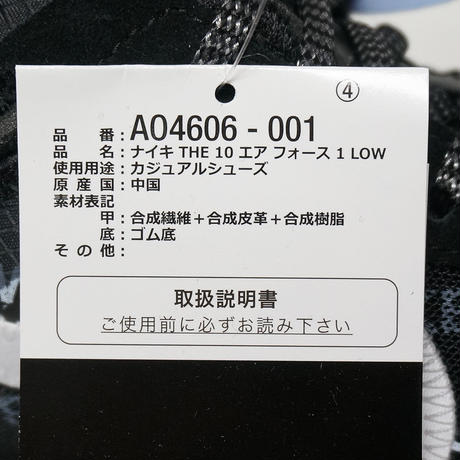 ④
品番：AO4606 - 001
品名：ナイキ THE 10 エア フォース 1 LOW
使用用途：カジュアルシューズ
原産国：中国
素材表記
甲：合成繊維＋合成皮革＋合成樹脂
底：ゴム底
その他：
取扱説明書
ご使用前に必ずお読み下さい